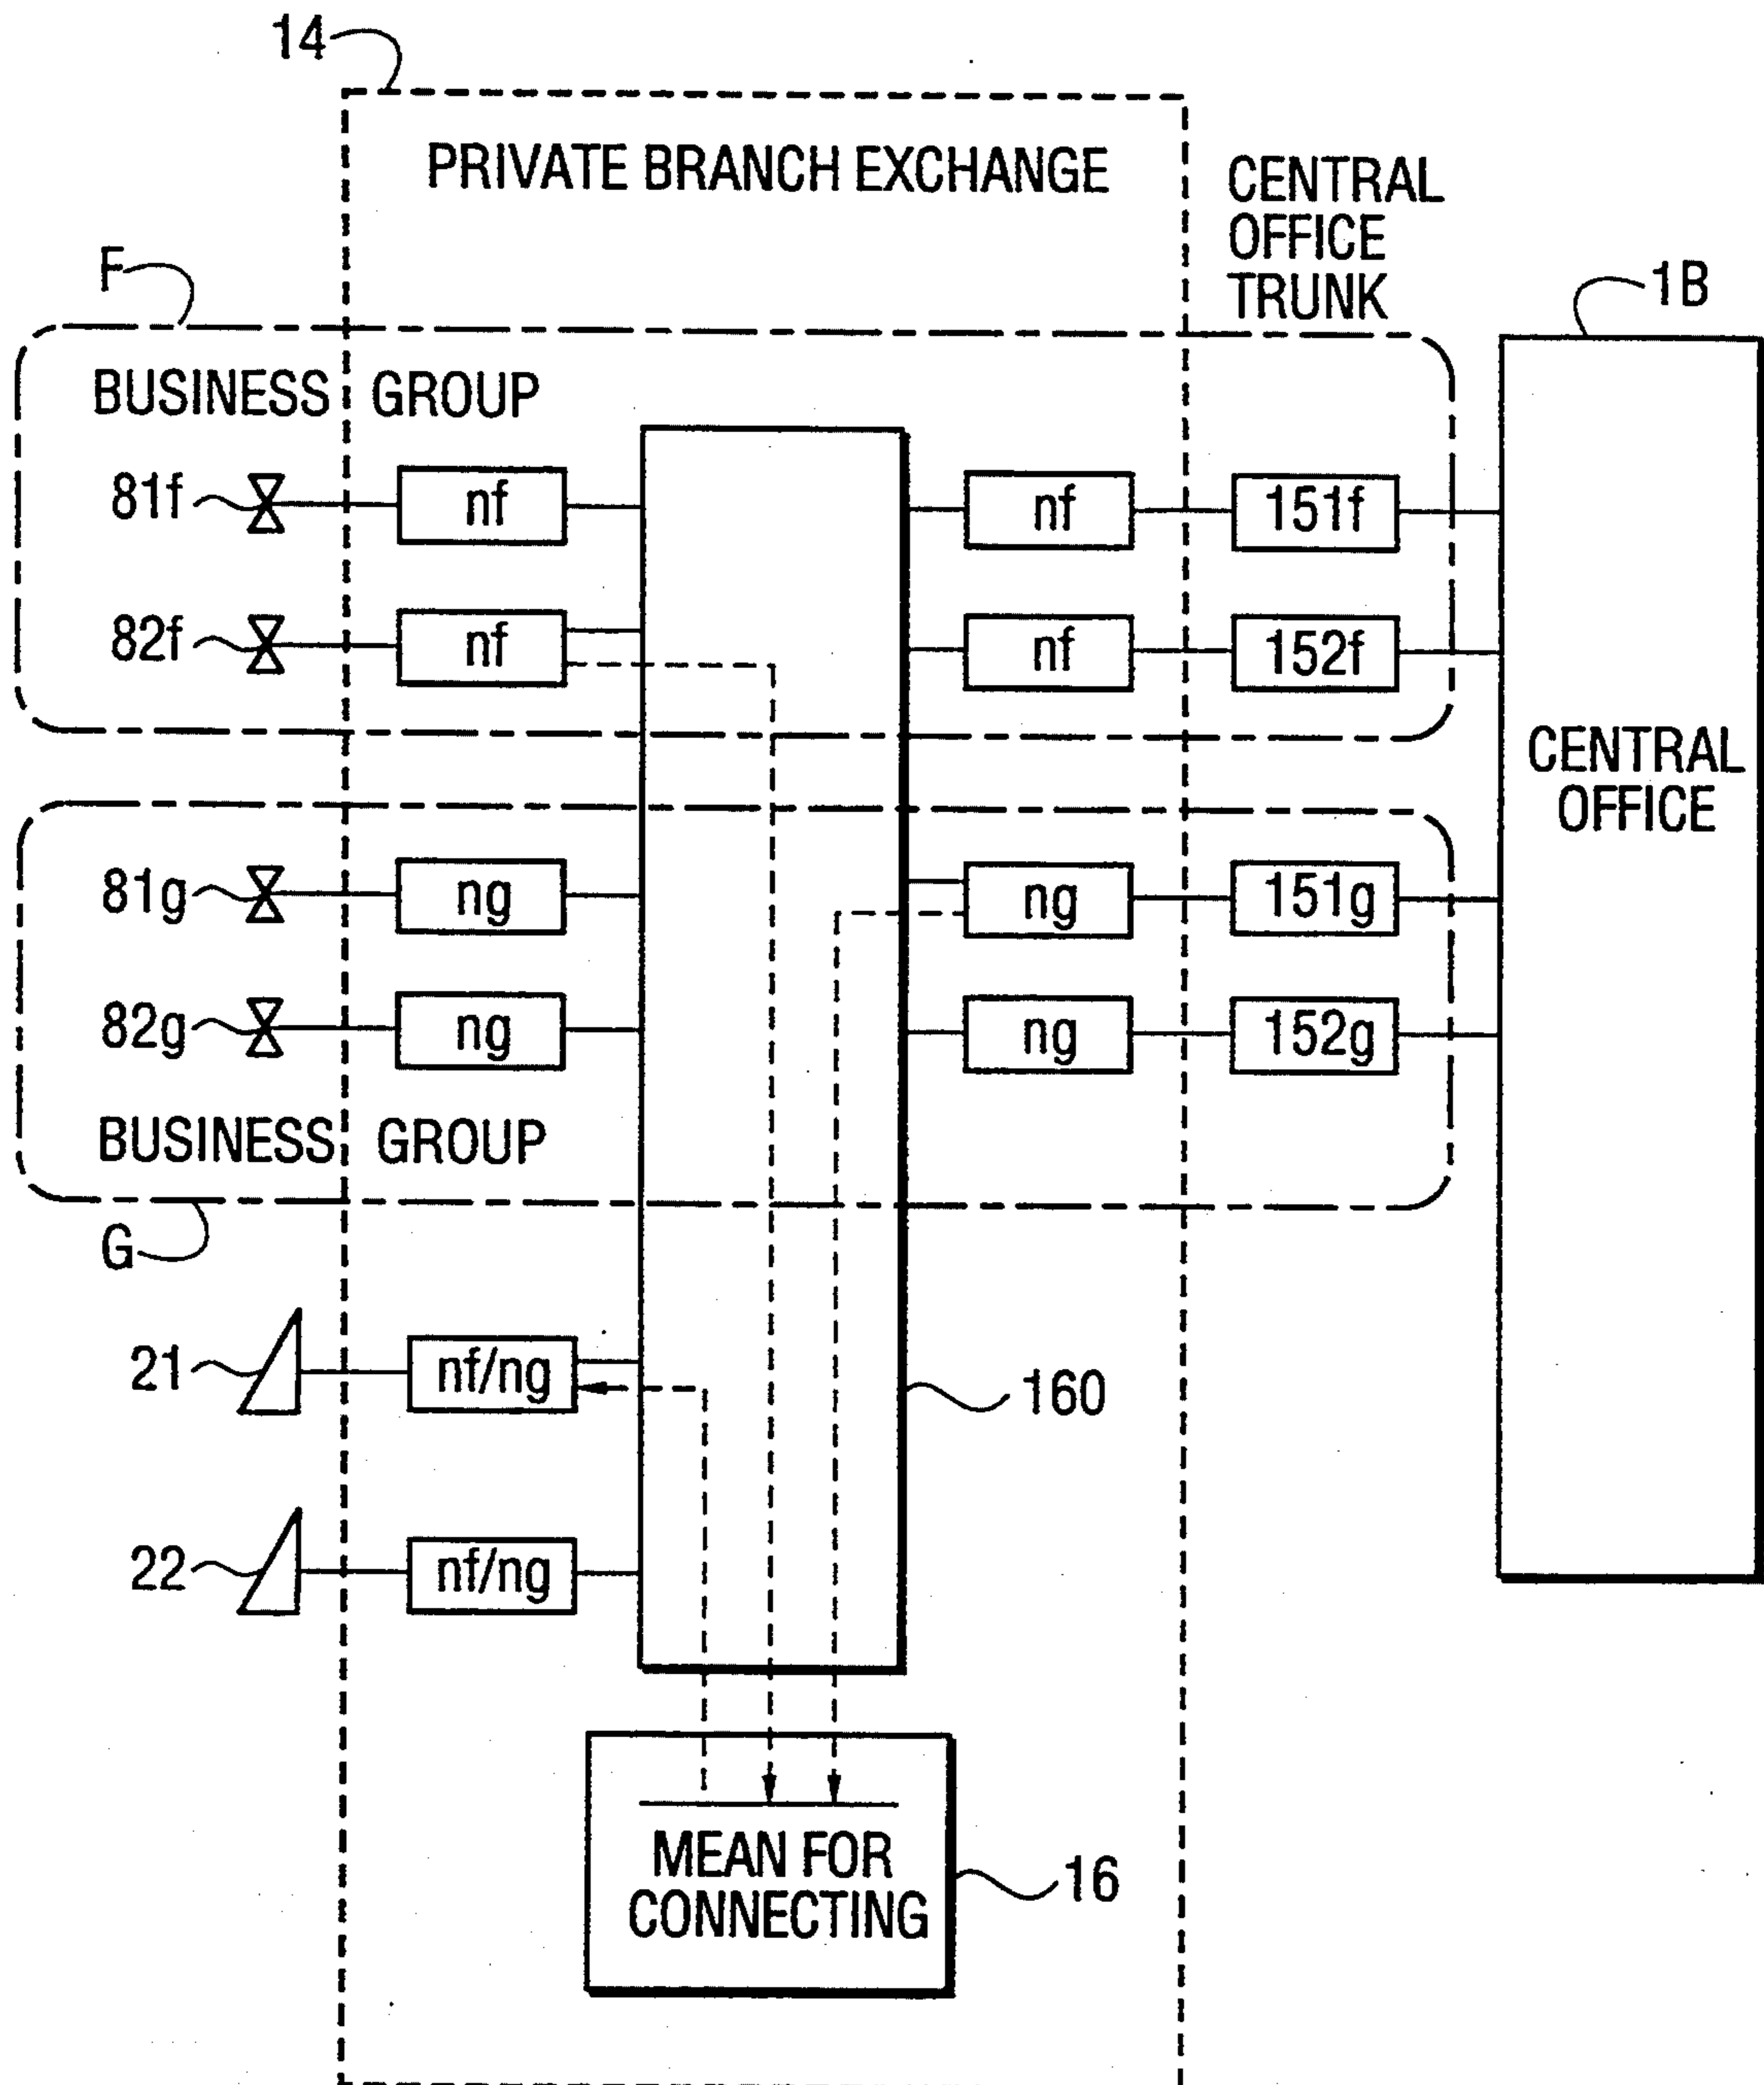 14
PRIVATE BRANCH EXCHANGE
CENTRAL
OFFICE
TRUNK
F
1B
BUSINESS GROUP
81f
nf
nf
151f
82f
nf
nf
152f
CENTRAL
OFFICE
81g
ng
ng
151g
82g
ng
ng
152g
BUSINESS GROUP
G
21
nf/ng
160
22
nf/ng
MEAN FOR
CONNECTING
16